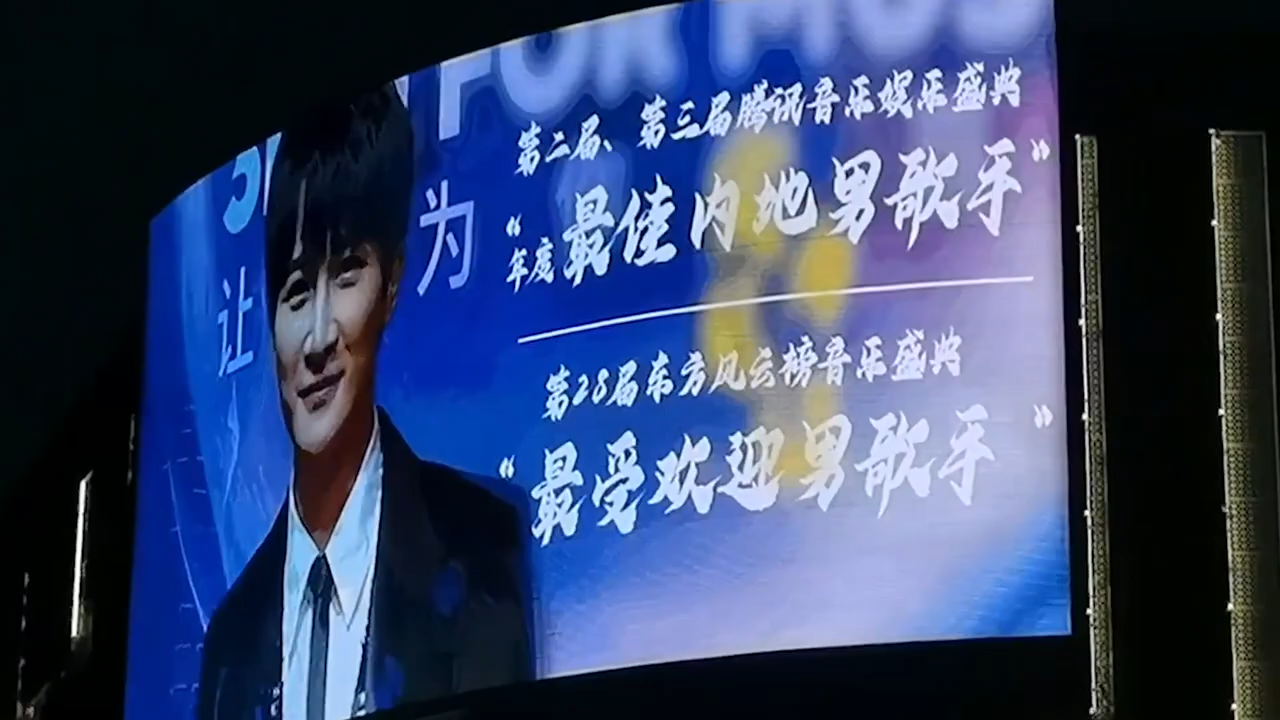 FOR MUS
第二届、第三届腾讯音乐娱乐盛典
“年度最佳内地男歌手”
让
为
第28届东方风云榜音乐盛典
“最受欢迎男歌手”